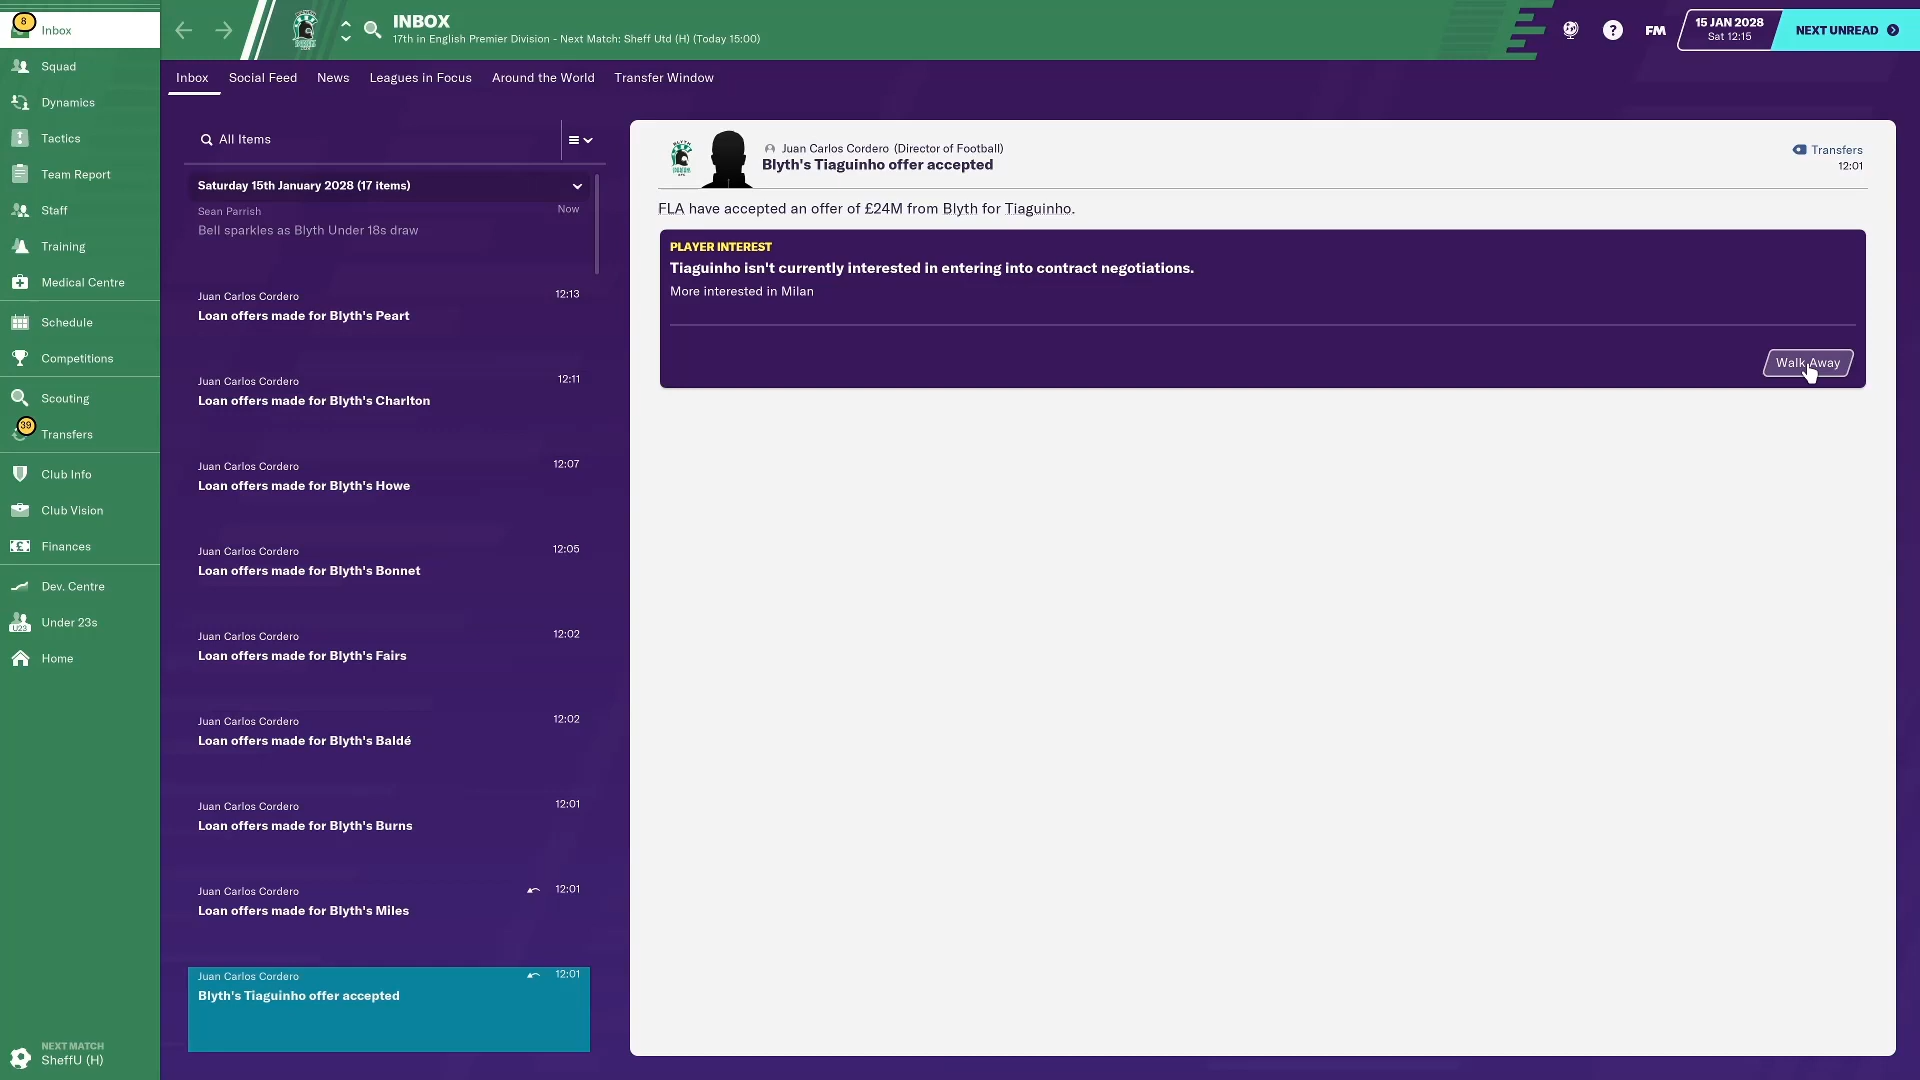 8
Inbox
Squad
Dynamics
Tactics
Team Report
Staff
Training
Medical Centre
Schedule
Competitions
Scouting
39
Transfers
Club Info
Club Vision
Finances
Dev. Centre
U23
Under 23s
Home
NEXT MATCH
SheffU (H)
INBOX
17th in English Premier Division - Next Match: Sheff Utd (H) (Today 15:00)
?
FM
15 JAN 2028
Sat 12:15
NEXT UNREAD
Inbox Social Feed News Leagues in Focus Around the World Transfer Window
All Items
Saturday 15th January 2028 (17 items)
Sean Parrish Now
Bell sparkles as Blyth Under 18s draw
Juan Carlos Cordero 12:13
Loan offers made for Blyth's Peart
Juan Carlos Cordero 12:11
Loan offers made for Blyth's Charlton
Juan Carlos Cordero 12:07
Loan offers made for Blyth's Howe
Juan Carlos Cordero 12:05
Loan offers made for Blyth's Bonnet
Juan Carlos Cordero 12:02
Loan offers made for Blyth's Fairs
Juan Carlos Cordero 12:02
Loan offers made for Blyth's Baldé
Juan Carlos Cordero 12:01
Loan offers made for Blyth's Burns
Juan Carlos Cordero 12:01
Loan offers made for Blyth's Miles
Juan Carlos Cordero 12:01
Blyth's Tiaguinho offer accepted
Juan Carlos Cordero (Director of Football)
Blyth's Tiaguinho offer accepted
Transfers
12:01
FLA have accepted an offer of £24M from Blyth for Tiaguinho.
PLAYER INTEREST
Tiaguinho isn't currently interested in entering into contract negotiations.
More interested in Milan
Walk Away